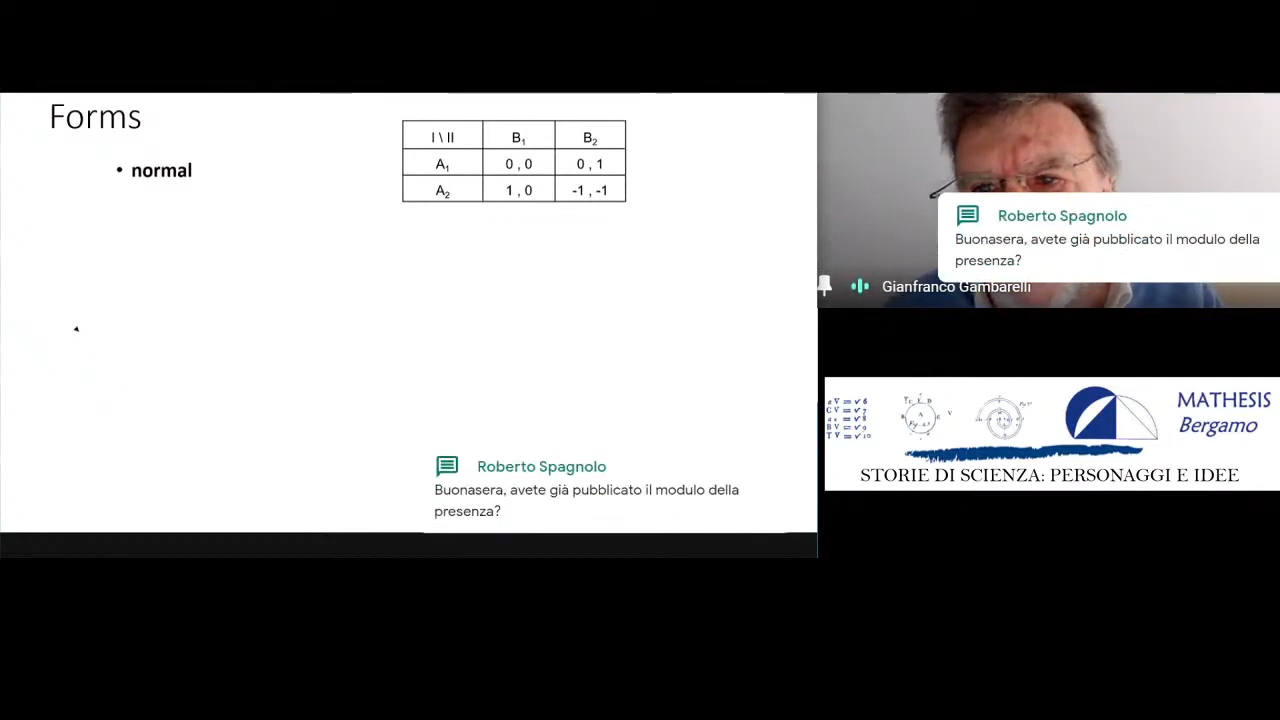 Forms
• normal
I \ II B₁ B₂
A₁ 0 , 0 0 , 1
A₂ 1 , 0 -1 , -1
Roberto Spagnolo
Buonasera, avete già pubblicato il modulo della
presenza?
Roberto Spagnolo
Buonasera, avete già pubblicato il modulo della
presenza?
Gianfranco Gambarelli
MATHESIS
Bergamo
STORIE DI SCIENZA: PERSONAGGI E IDEE